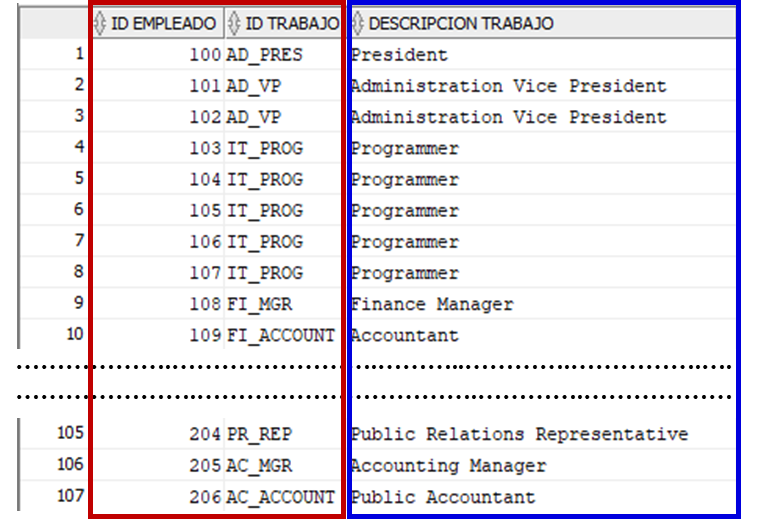 ID EMPLEADO ID TRABAJO DESCRIPCION TRABAJO
1 100 AD_PRES President
2 101 AD_VP Administration Vice President
3 102 AD_VP Administration Vice President
4 103 IT_PROG Programmer
5 104 IT_PROG Programmer
6 105 IT_PROG Programmer
7 106 IT_PROG Programmer
8 107 IT_PROG Programmer
9 108 FI_MGR Finance Manager
10 109 FI_ACCOUNT Accountant
105 204 PR_REP Public Relations Representative
106 205 AC_MGR Accounting Manager
107 206 AC_ACCOUNT Public Accountant